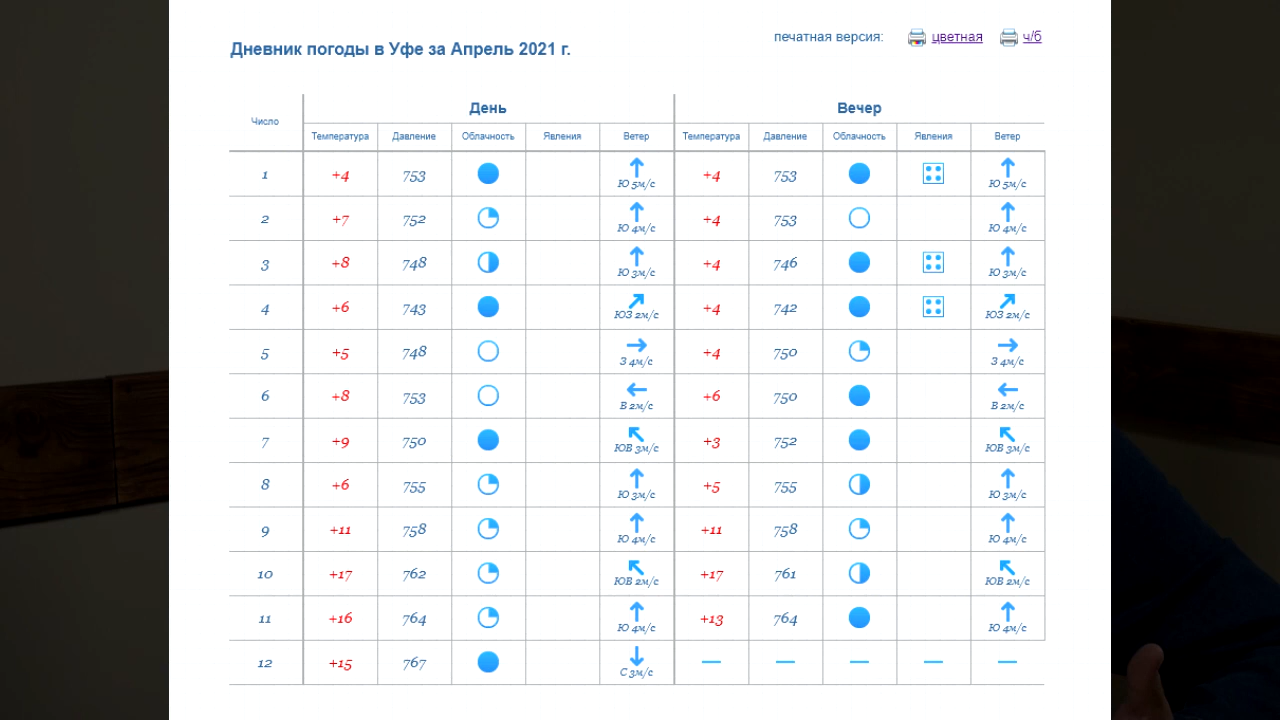 Дневник погоды в Уфе за Апрель 2021 г.
печатная версия: цветная ч/б
Число День Вечер
Температура Давление Облачность Явления Ветер Температура Давление Облачность Явления Ветер
1 +4 753 Ю 5м/с +4 753 Ю 5м/с
2 +7 752 Ю 4м/с +4 753 Ю 4м/с
3 +8 748 Ю 3м/с +4 746 Ю 3м/с
4 +6 743 ЮЗ 2м/с +4 742 ЮЗ 2м/с
5 +5 748 З 4м/с +4 750 З 4м/с
6 +8 753 В 2м/с +6 750 В 2м/с
7 +9 750 ЮВ 3м/с +3 752 ЮВ 3м/с
8 +6 755 Ю 3м/с +5 755 Ю 3м/с
9 +11 758 Ю 4м/с +11 758 Ю 4м/с
10 +17 762 ЮВ 2м/с +17 761 ЮВ 2м/с
11 +16 764 Ю 4м/с +13 764 Ю 4м/с
12 +15 767 С 3м/с — — — — —